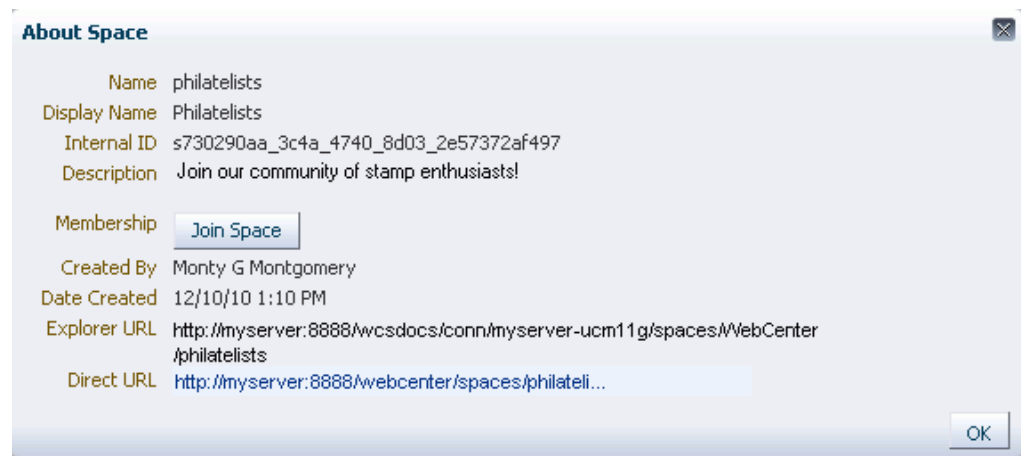 About Space
Name philatelists
Display Name Philatelists
Internal ID s730290aa_3c4a_4740_8d03_2e57372af497
Description Join our community of stamp enthusiasts!
Membership Join Space
Created By Monty G Montgomery
Date Created 12/10/10 1:10 PM
Explorer URL http://myserver:8888/wcsdocs/conn/myserver-ucm11g/spaces/WebCenter
/philatelists
Direct URL http://myserver:8888/webcenter/spaces/philateli...
OK